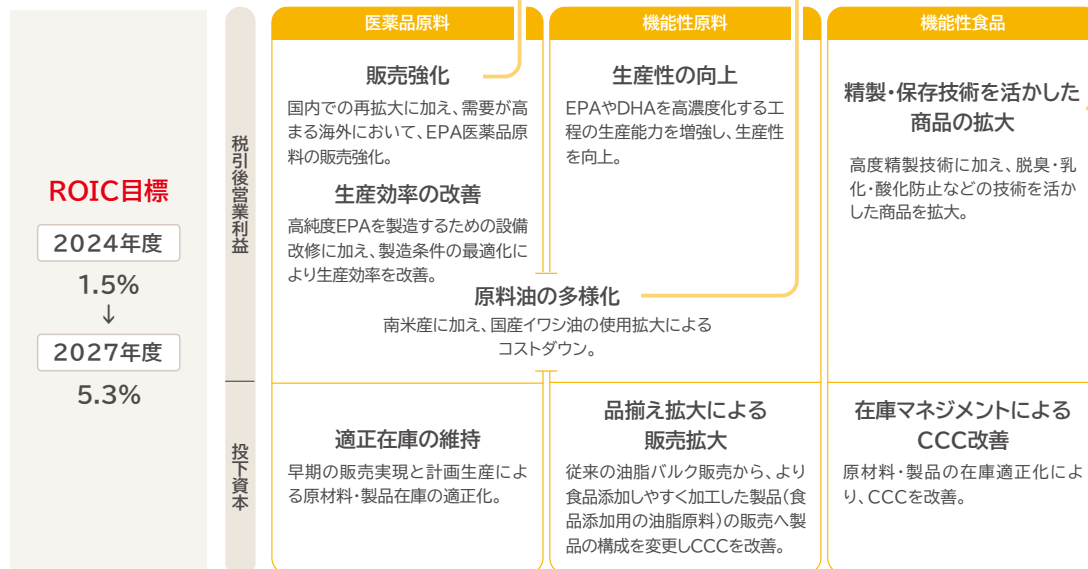 ROIC目標
2024年度
1.5%
↓
2027年度
5.3%
税引後営業利益
投下資本
医薬品原料
販売強化
国内での再拡大に加え、需要が高
まる海外において、EPA医薬品原
料の販売強化。
生産効率の改善
高純度EPAを製造するための設備
改修に加え、製造条件の最適化に
より生産効率を改善。
機能性原料
生産性の向上
EPAやDHAを高濃度化する工
程の生産能力を増強し、生産性
を向上。
原料油の多様化
南米産に加え、国産イワシ油の使用拡大による
コストダウン。
機能性食品
精製・保存技術を活かした
商品の拡大
高度精製技術に加え、脱臭・乳
化・酸化防止などの技術を活か
した商品を拡大。
適正在庫の維持
早期の販売実現と計画生産によ
る原材料・製品在庫の適正化。
品揃え拡大による
販売拡大
従来の油脂バルク販売から、より
食品添加しやすく加工した製品(食
品添加用の油脂原料)の販売へ製
品の構成を変更しCCCを改善。
在庫マネジメントによる
CCC改善
原材料・製品の在庫適正化によ
り、CCCを改善。